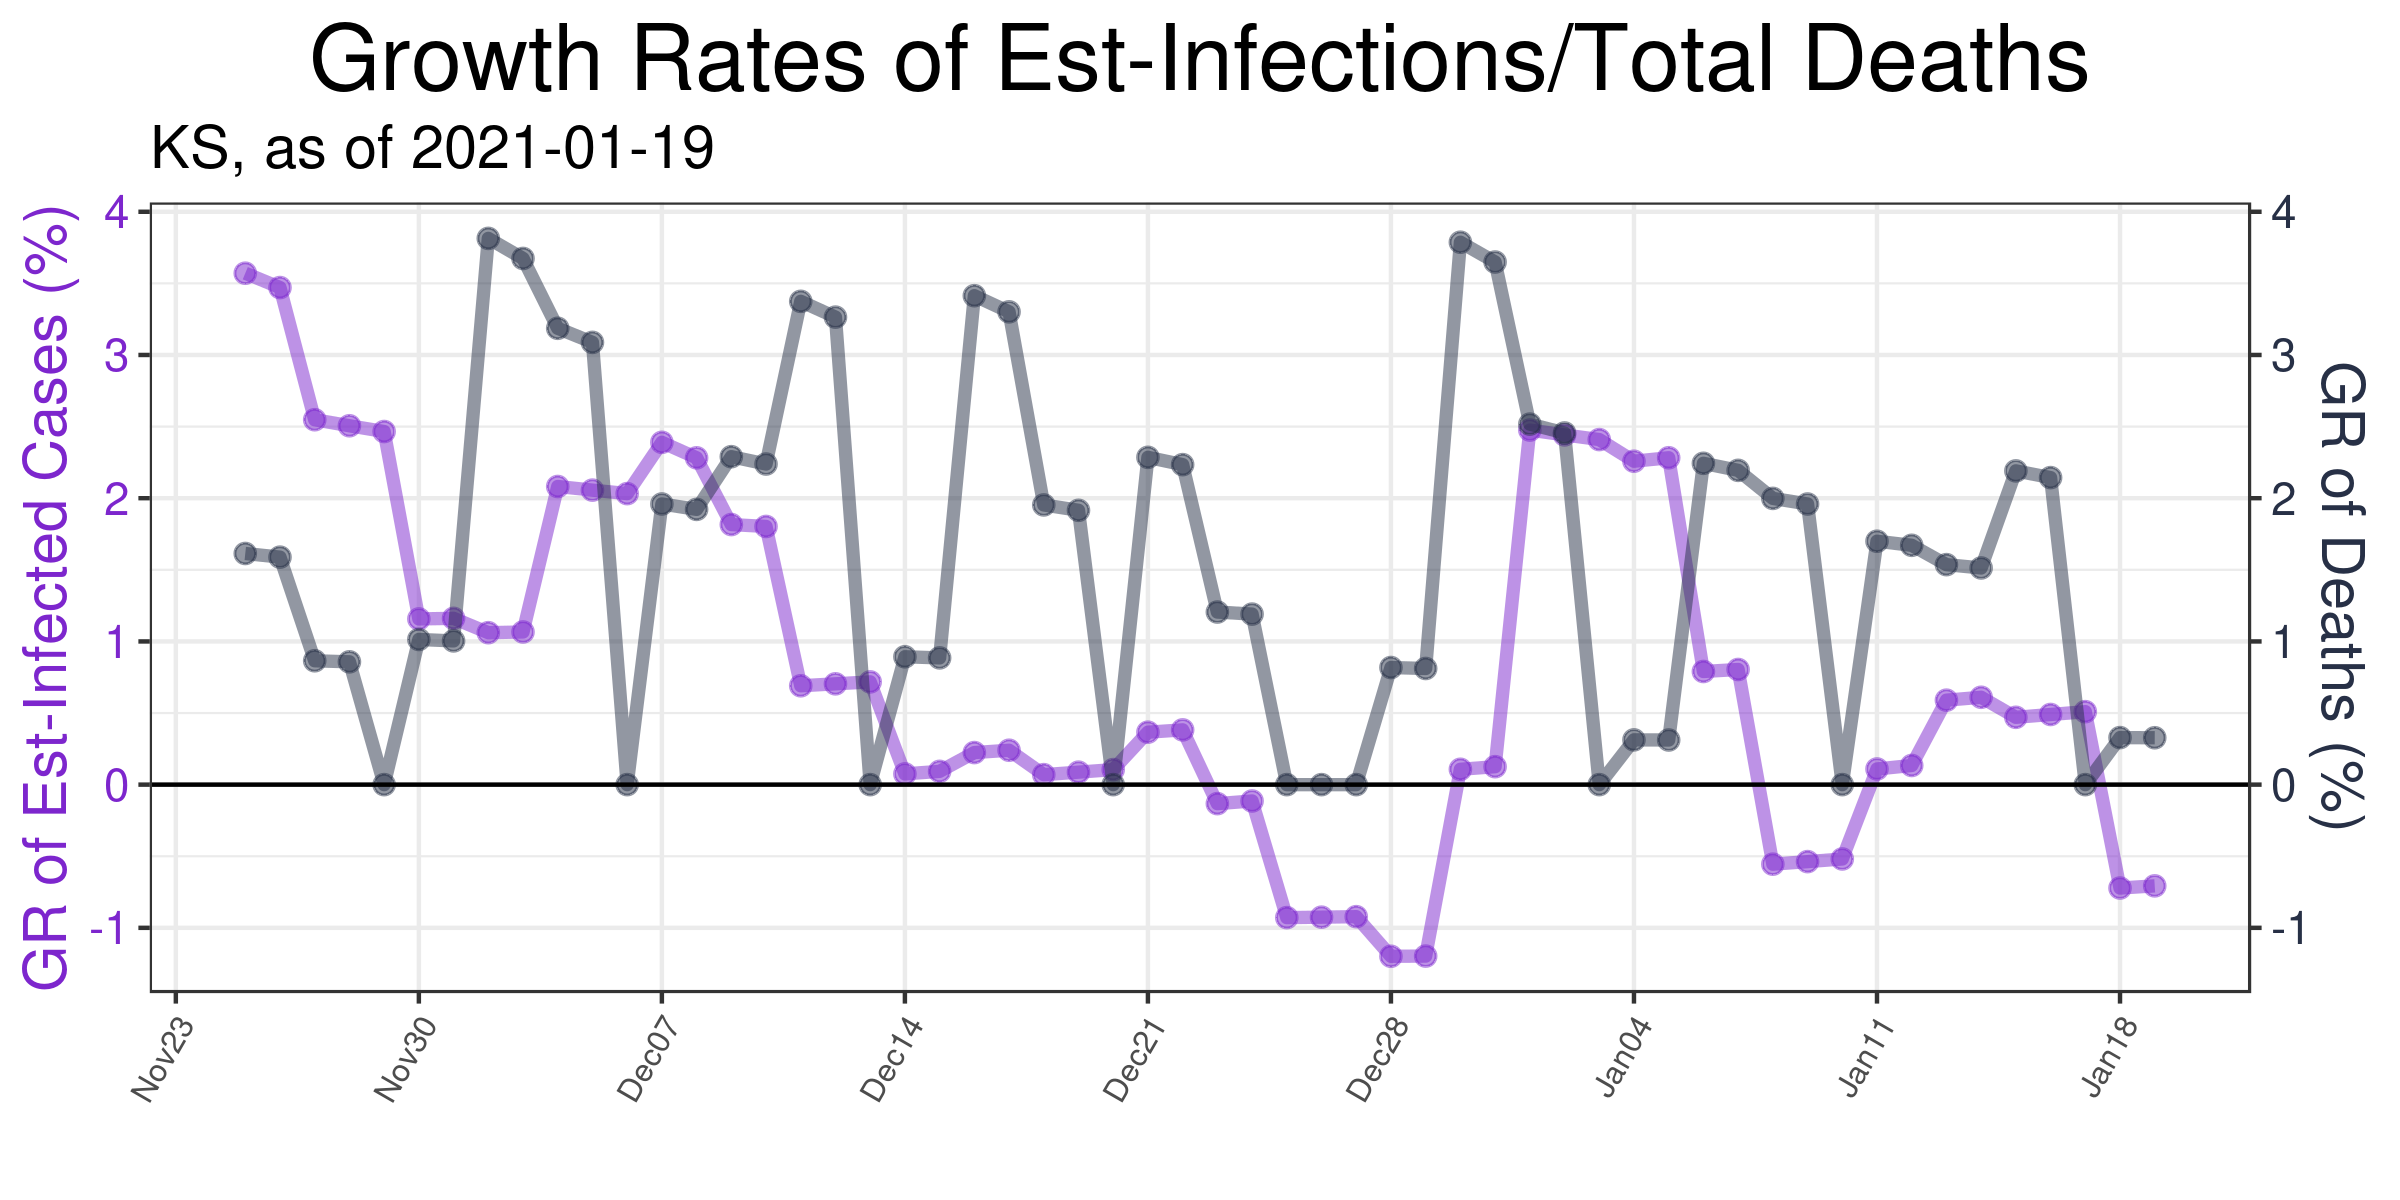 Growth Rates of Est-Infections/Total Deaths
KS, as of 2021-01-19
GR of Est-Infected Cases (%)
4
3
2
1
0
-1
4
3
2
1
0
-1
GR of Deaths (%)
Nov23
Nov30
Dec07
Dec14
Dec21
Dec28
Jan04
Jan11
Jan18